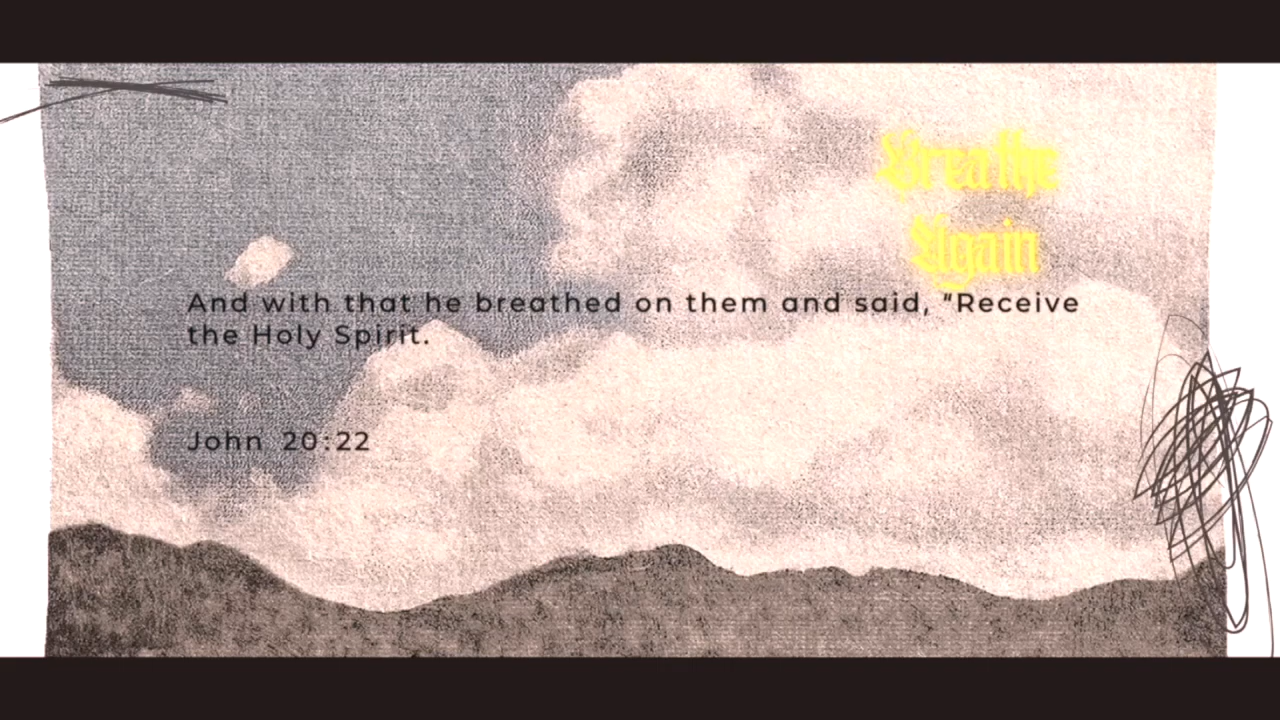 Breathe
Again
And with that he breathed on them and said, “Receive
the Holy Spirit.
John 20:22